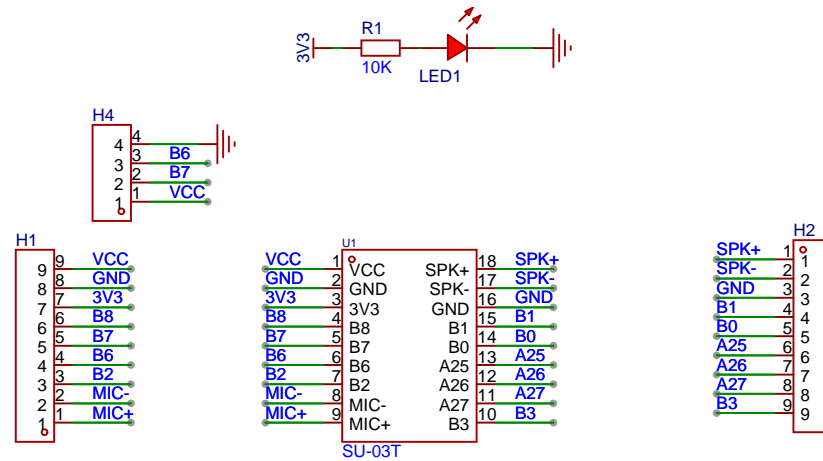 3V3
R1
10K
LED1
H4
4 4
3 3 B6
2 2 B7
1 1 VCC
H1
9 9 VCC
8 8 GND
7 7 3V3
6 6 B8
5 5 B7
4 4 B6
3 3 B2
2 2 MIC-
1 1 MIC+
U1
VCC 1 VCC SPK+ 18 SPK+
GND 2 GND SPK- 17 SPK-
3V3 3 3V3 GND 16 GND
B8 4 B8 B1 15 B1
B7 5 B7 B0 14 B0
B6 6 B6 A25 13 A25
B2 7 B2 A26 12 A26
MIC- 8 MIC- A27 11 A27
MIC+ 9 MIC+ B3 10 B3
SU-03T
H2
SPK+ 1 1
SPK- 2 2
GND 3 3
B1 4 4
B0 5 5
A25 6 6
A26 7 7
A27 8 8
B3 9 9